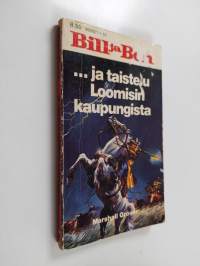 Bill ja Ben
... ja taistelu
Loomisin
kaupungista
Marshall Grover